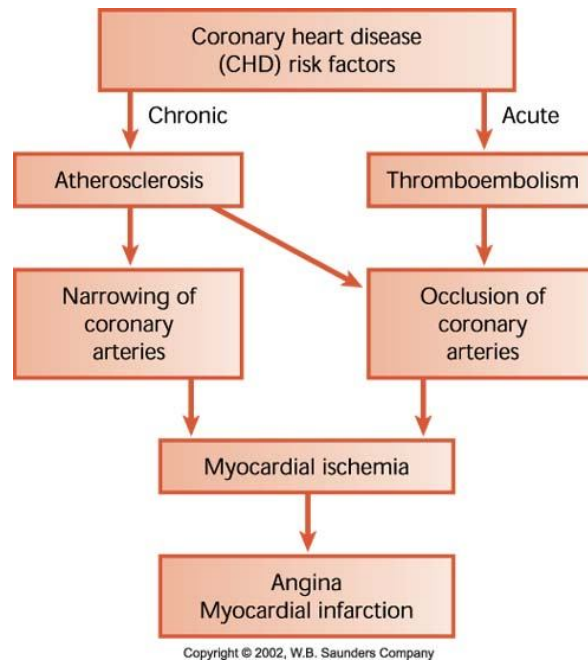 Coronary heart disease
(CHD) risk factors
Chronic
Acute
Atherosclerosis
Thromboembolism
Narrowing of
coronary
arteries
Occlusion of
coronary
arteries
Myocardial ischemia
Angina
Myocardial infarction
Copyright © 2002, W.B. Saunders Company